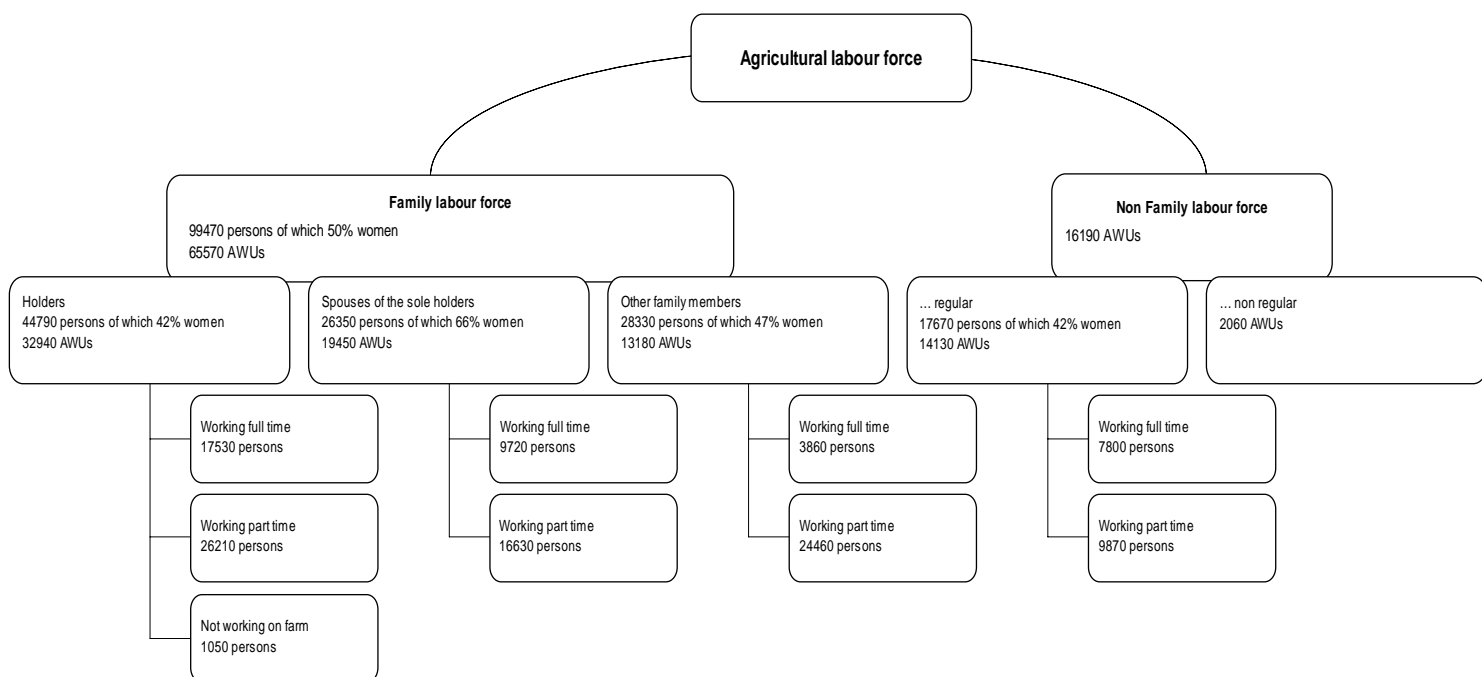 Agricultural labour force
Family labour force
99470 persons of which 50% women
65570 AWUs
Non Family labour force
16190 AWUs
Holders
44790 persons of which 42% women
32940 AWUs
Spouses of the sole holders
26350 persons of which 66% women
19450 AWUs
Other family members
28330 persons of which 47% women
13180 AWUs
... regular
17670 persons of which 42% women
14130 AWUs
... non regular
2060 AWUs
Working full time
17530 persons
Working full time
9720 persons
Working full time
3860 persons
Working full time
7800 persons
Working part time
26210 persons
Working part time
16630 persons
Working part time
24460 persons
Working part time
9870 persons
Not working on farm
1050 persons